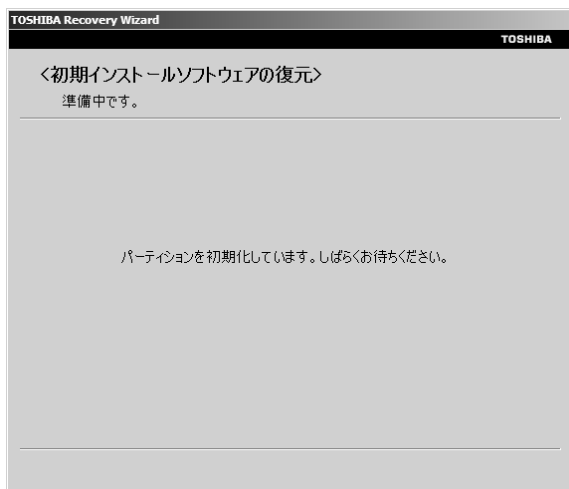 TOSHIBA Recovery Wizard
TOSHIBA
<初期インストールソフトウェアの復元>
準備中です。
パーティションを初期化しています。しばらくお待ちください。